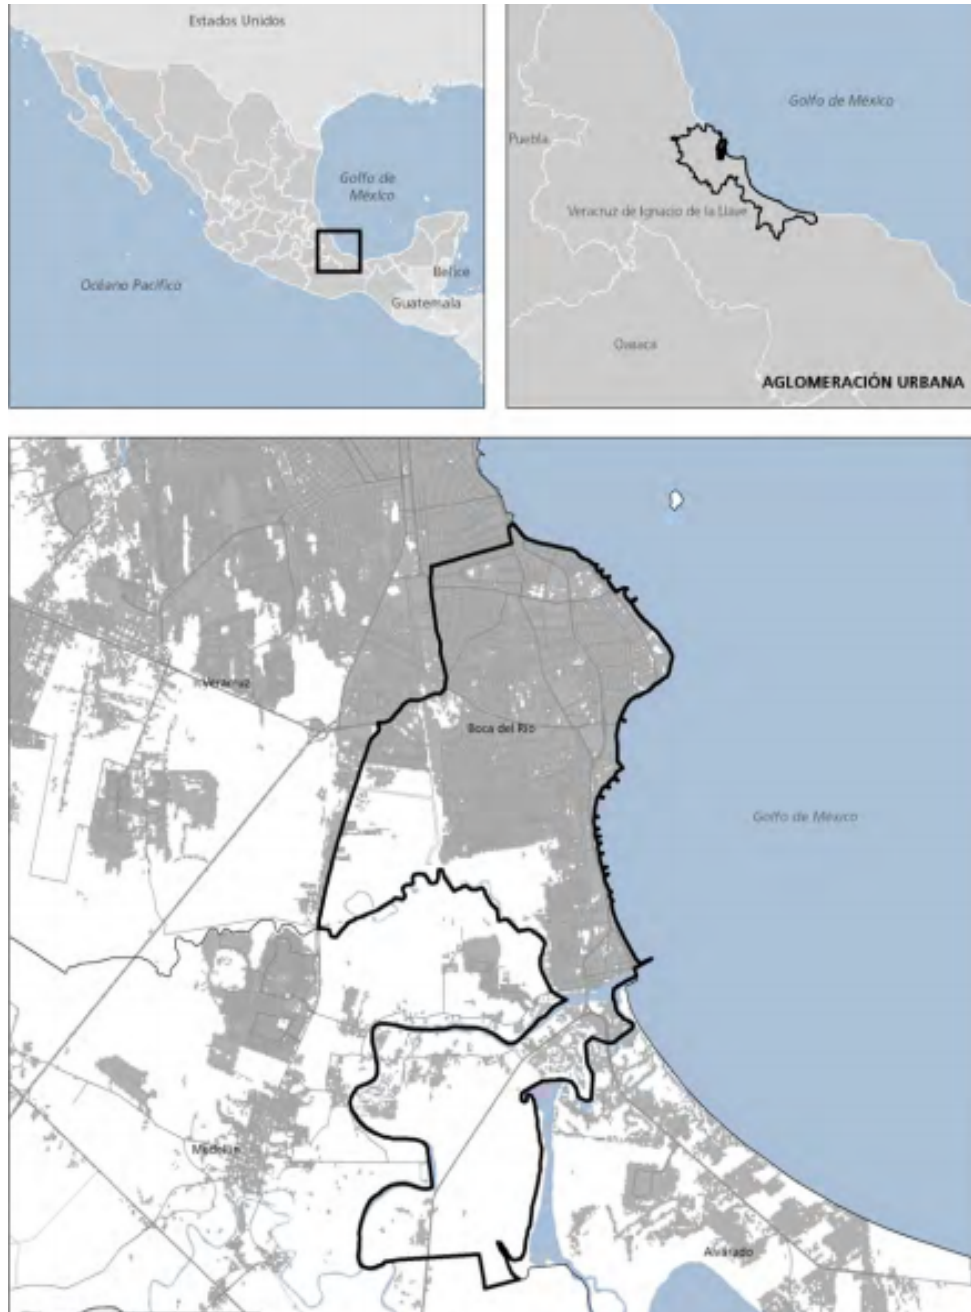 Estados Unidos
Golfo de
México
Océano Pacífico
Belice
Guatemala
Golfo de México
Puebla
Veracruz de Ignacio de la Llave
Oaxaca
AGLOMERACIÓN URBANA
Veracruz
Boca del Río
Golfo de México
Medellín
Alvarado